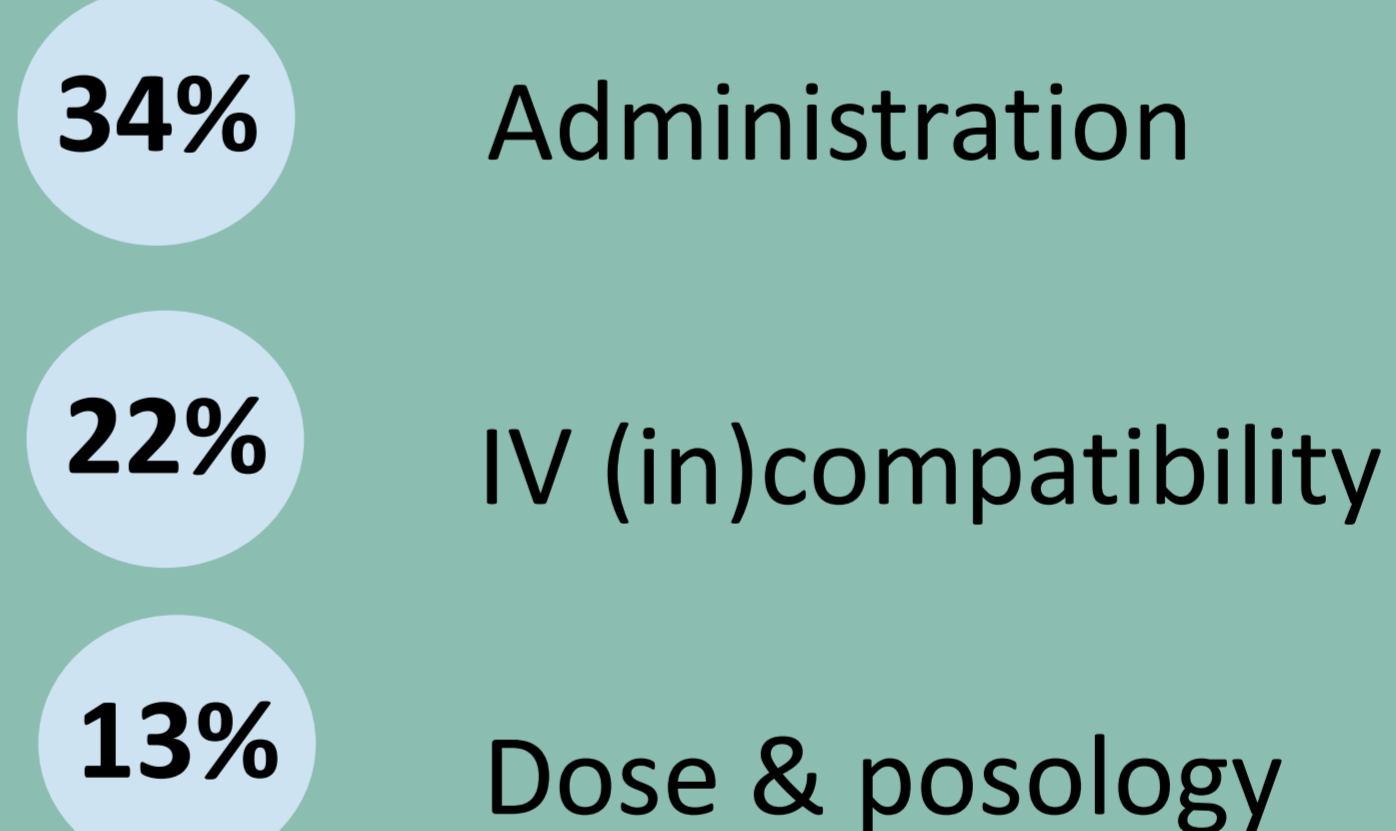 34% Administration
22% IV (in)compatibility
13% Dose & posology